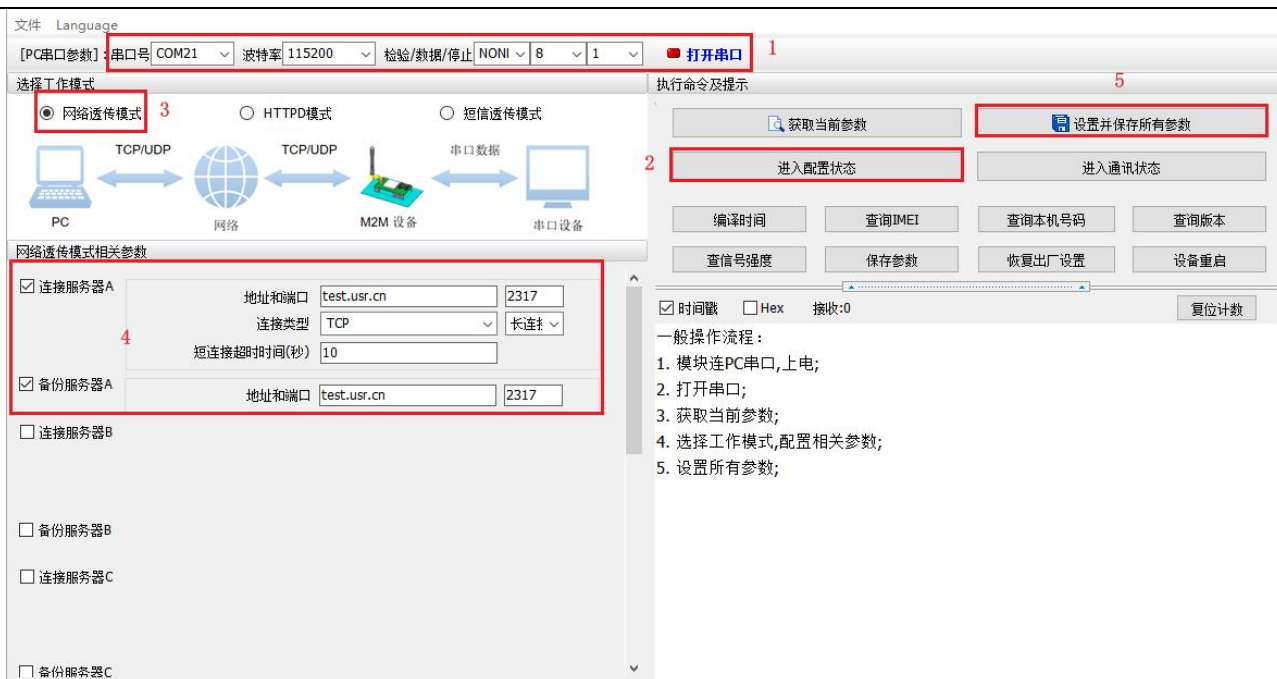 文件 Language
[PC串口参数]:串口号 COM21 波特率 115200 检验/数据/停止 NONI 8 1 打开串口 1
选择工作模式
网络透传模式 3 HTTPD模式 短信透传模式
TCP/UDP TCP/UDP 串口数据
PC 网络 M2M 设备 串口设备
网络透传模式相关参数
连接服务器A
地址和端口 test.usr.cn 2317
连接类型 TCP 长连接
4
短连接超时时间(秒) 10
备份服务器A
地址和端口 test.usr.cn 2317
连接服务器B
备份服务器B
连接服务器C
备份服务器C
执行命令及提示
5
获取当前参数 设置并保存所有参数
2 进入配置状态 进入通讯状态
编译时间 查询IMEI 查询本机号码 查询版本
查信号强度 保存参数 恢复出厂设置 设备重启
时间戳 Hex 接收:0 复位计数
一般操作流程:
1. 模块连PC串口,上电;
2. 打开串口;
3. 获取当前参数;
4. 选择工作模式,配置相关参数;
5. 设置所有参数;